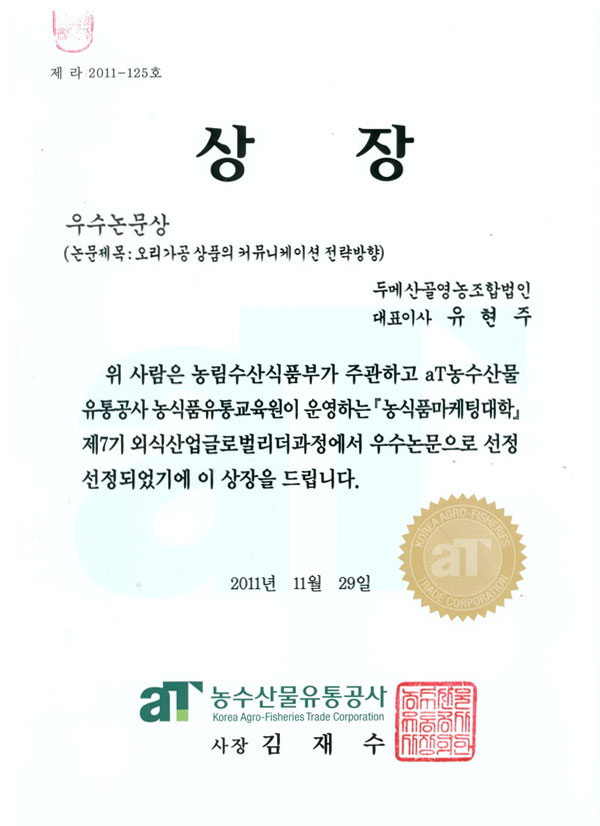 제 라 2011-125호
상 장
우수논문상
(논문제목 : 오리가공 상품의 커뮤니케이션 전략방향)
두메산골영농조합법인
대표이사 유 현 주
위 사람은 농림수산식품부가 주관하고 aT농수산물
유통공사 농식품유통교육원이 운영하는 『농식품마케팅대학』
제7기 외식산업글로벌리더과정에서 우수논문으로 선정
선정되었기에 이 상장을 드립니다.
KOREA AGRO-FISHERIES
aT
TRADE CORPORATION
2011년 11월 29일
aT 농수산물유통공사
Korea Agro-Fisheries Trade Corporation
사장 김 재 수